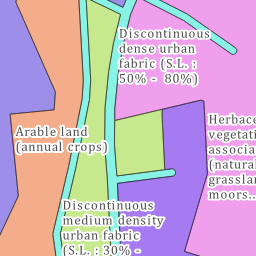 Discontinuous
dense urban
fabric (S.L. :
50% - 80%)
Arable land
(annual crops)
Herbace
vegetati
associa
(natural
grasslan
moors...
Discontinuous
medium density
urban fabric
(S.L. : 30% -